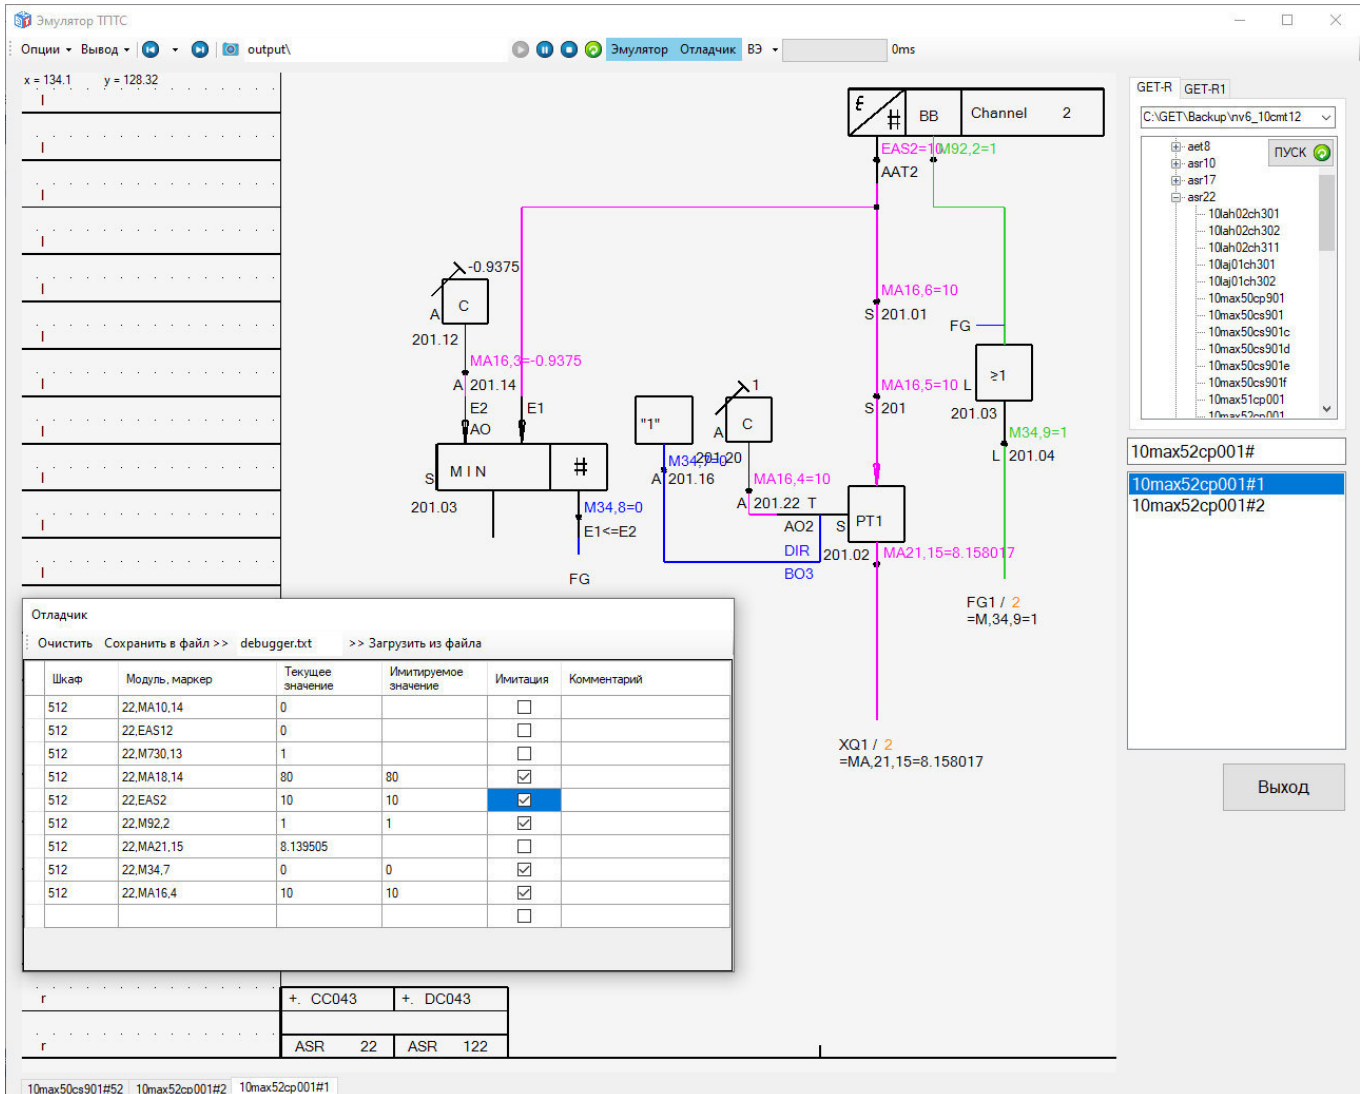 Эмулятор ТПТС
Опции Вывод output\ Эмулятор Отладчик ВЭ 0ms
x = 134.1 y = 128.32
l
l
l
l
l
l
l
l
l
l
l
ε # BB Channel 2
EAS2=10 M92,2=1
AAT2
-0.9375
C
A
201.12
MA16,6=10
S 201.01
FG
MA16,3=-0.9375
A 201.14
E2 E1
AO
1
C
A
"1"
MA16,5=10 L
S 201
≥1
201.03
M34,9=1
L 201.04
S MIN #
201.03
M34,7=0 201.20
A 201.16
MA16,4=10
A 201.22 T
M34,8=0
E1<=E2
FG
AO2 S PT1
DIR 201.02 MA21,15=8.158017
BO3
FG1 / 2
=M,34,9=1
XQ1 / 2
=MA,21,15=8.158017
Отладчик
Очистить Сохранить в файл >> debugger.txt >> Загрузить из файла
Шкаф Модуль, маркер Текущее значение Имитируемое значение Имитация Комментарий
512 22,MA10,14 0
512 22,EAS12 0
512 22,M730,13 1
512 22,MA18,14 80 80
512 22,EAS2 10 10
512 22,M92,2 1 1
512 22,MA21,15 8.139505
512 22,M34,7 0 0
512 22,MA16,4 10 10
r
+. CC043 +. DC043
r
ASR 22 ASR 122
10max50cs901#52 10max52cp001#2 10max52cp001#1
GET-R GET-R1
C:\GET\Backup\nv6_10cmt12
aet8
ПУСК
asr10
asr17
asr22
10lah02ch301
10lah02ch302
10lah02ch311
10laj01ch301
10laj01ch302
10max50cp901
10max50cs901
10max50cs901c
10max50cs901d
10max50cs901e
10max50cs901f
10max51cp001
10max52cp001
10max52cp001#
10max52cp001#1
10max52cp001#2
Выход